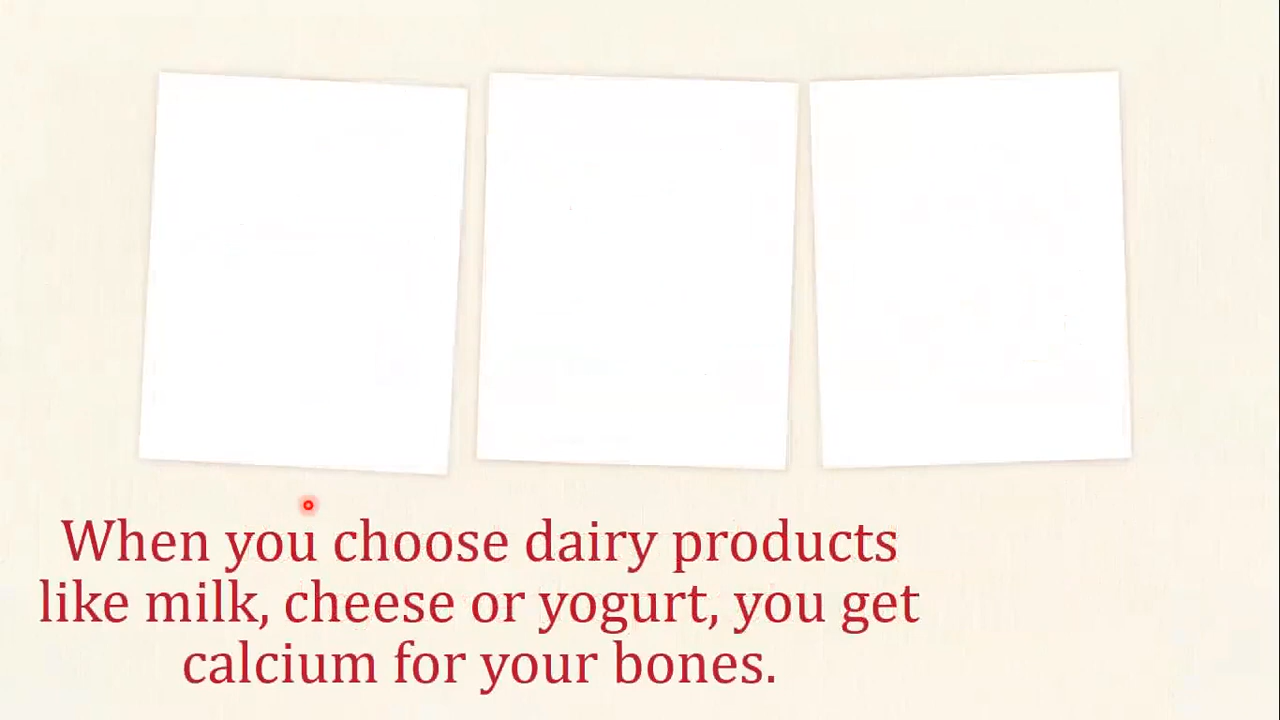 When you choose dairy products
like milk, cheese or yogurt, you get
calcium for your bones.